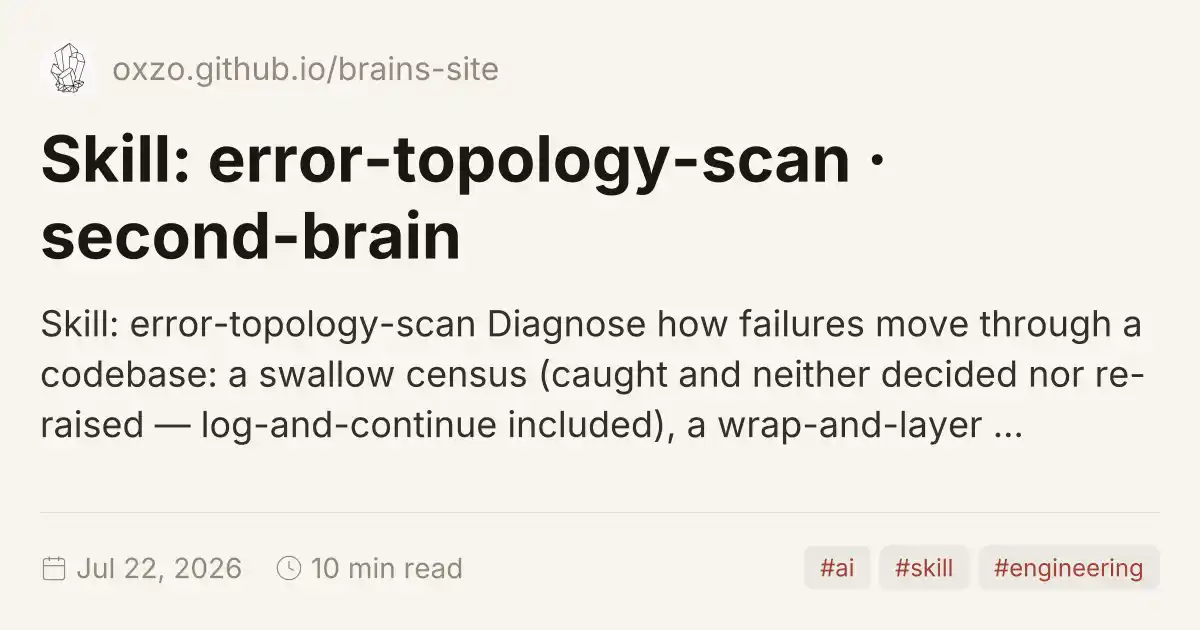 oxzo.github.io/brains-site
Skill: error-topology-scan ·
second-brain
Skill: error-topology-scan Diagnose how failures move through a
codebase: a swallow census (caught and neither decided nor re-
raised — log-and-continue included), a wrap-and-layer ...
Jul 22, 2026 10 min read #ai #skill #engineering